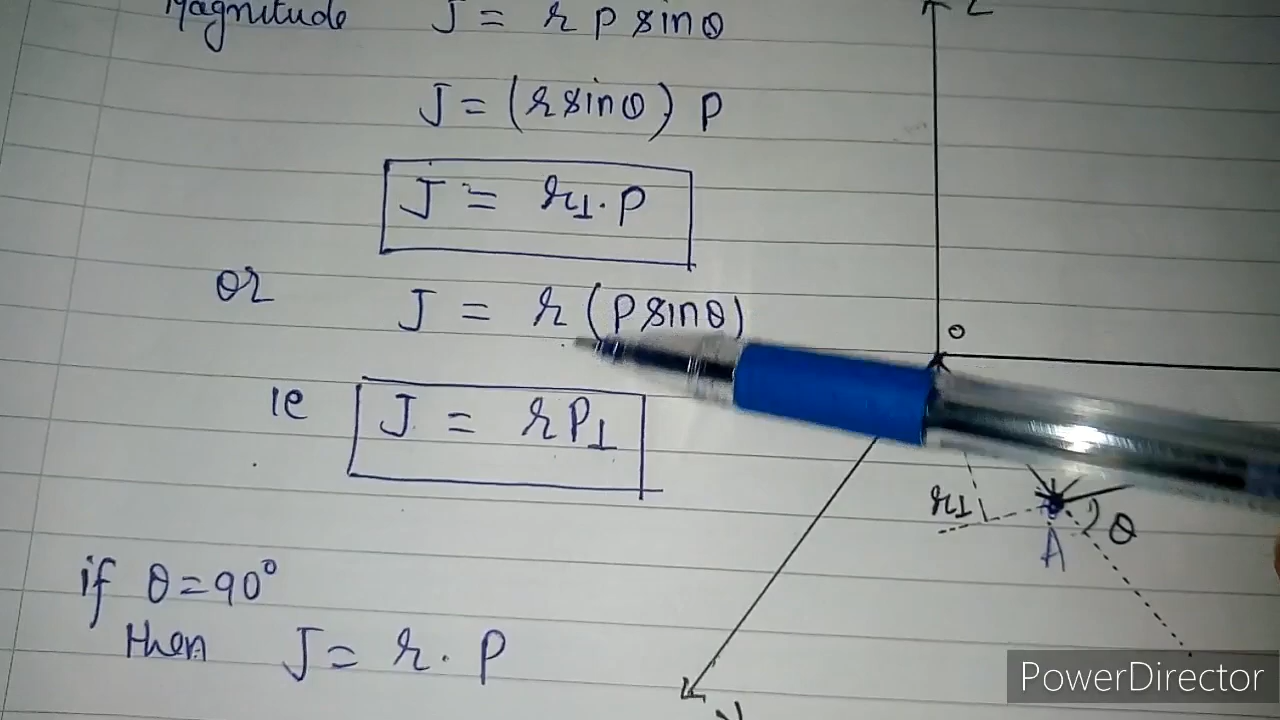 Magnitude J = r p sinθ
J = (r sinθ) p
J = r⊥.p
or J = r (p sinθ)
ie J = r P⊥
if θ = 90°
then J = r . p
o
r⊥
θ
A
PowerDirector